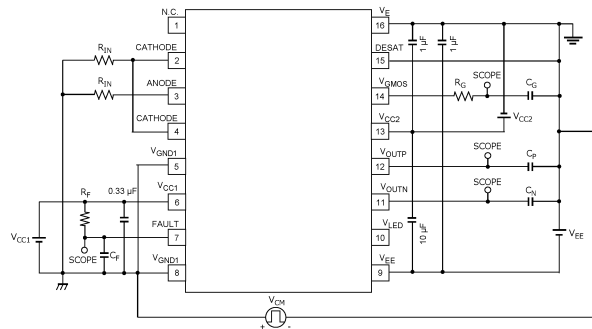 N.C.
1
CATHODE
2
ANODE
3
CATHODE
4
VGND1
5
VCC1
6
FAULT
7
VGND1
8
VE
16
DESAT
15
VGMOS
14
VCC2
13
VOUTP
12
VOUTN
11
VLED
10
VEE
9
RIN
RIN
RF
0.33 µF
VCC1
SCOPE
CF
1 µF
1 µF
RG
SCOPE
CG
VCC2
SCOPE
CP
SCOPE
CN
10 µF
VEE
VCM
+ -